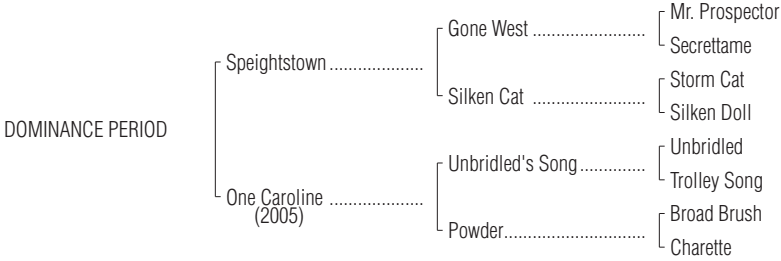 Mr. Prospector
Gone West ........................
Secrettame
Speightstown ....................
Storm Cat
Silken Cat ........................
Silken Doll
DOMINANCE PERIOD
Unbridled
Unbridled's Song..............
Trolley Song
One Caroline ....................
(2005)
Broad Brush
Powder..............................
Charette